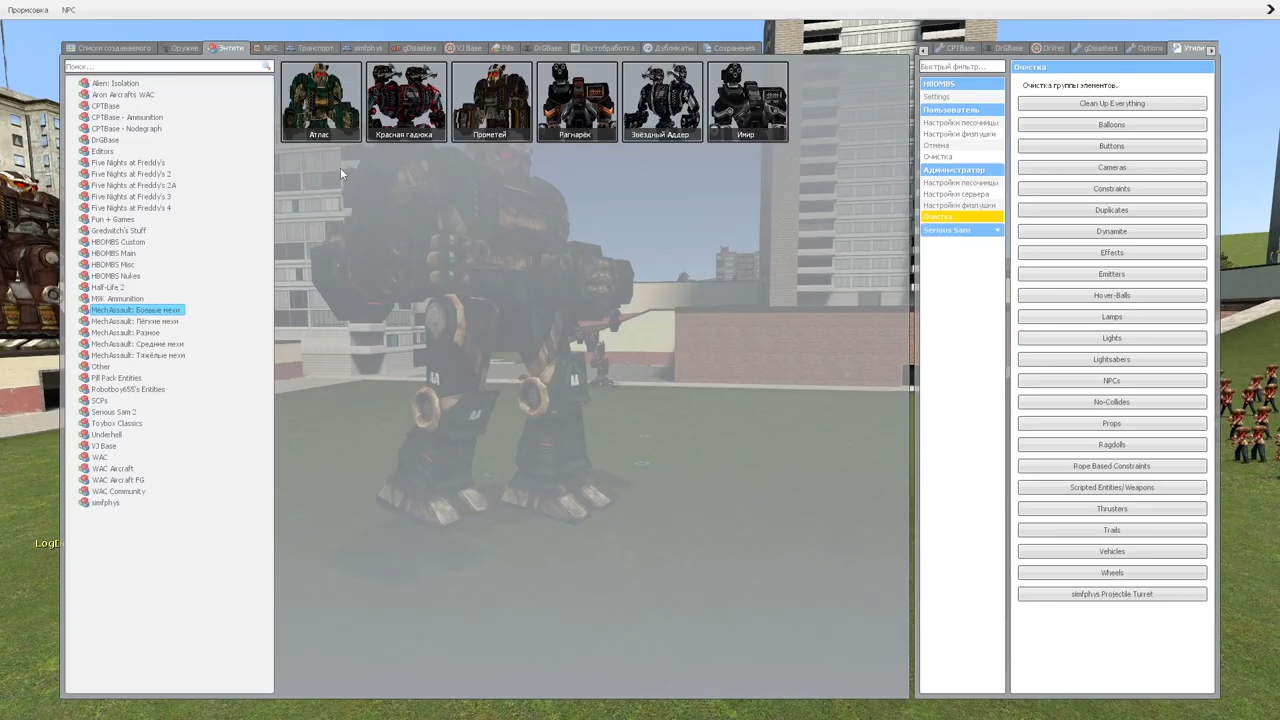 Прорисовка NPC
Списки создаваемого Оружие Энтити NPC Транспорт simfphys gDisasters VJ Base Pills DrGBase Постобработка Дубликаты Сохранения
Поиск...
Alien: Isolation
Aron Aircrafts WAC
CPTBase
CPTBase - Ammunition
CPTBase - Nodegraph
DrGBase
Editors
Five Nights at Freddy's
Five Nights at Freddy's 2
Five Nights at Freddy's 2A
Five Nights at Freddy's 3
Five Nights at Freddy's 4
Fun + Games
Gredwitch's Stuff
HBOMBS Custom
HBOMBS Main
HBOMBS Misc
HBOMBS Nukes
Half-Life 2
M9K Ammunition
MechAssault: Боевые мехи
MechAssault: Лёгкие мехи
MechAssault: Разное
MechAssault: Средние мехи
MechAssault: Тяжёлые мехи
Other
Pill Pack Entities
Robotboy655's Entities
SCPs
Serious Sam 2
Toybox Classics
Underhell
VJ Base
WAC
WAC Aircraft
WAC Aircraft FG
WAC Community
simfphys
Атлас Красная гадюка Прометей Рагнарёк Звёздный Аддер Имир
CPTBase DrGBase DrVrej gDisasters Options Утили
Быстрый фильтр...
HBOMBS
Settings
Пользователь
Настройки песочницы
Настройки физпушки
Отмена
Очистка
Администратор
Настройки песочницы
Настройки сервера
Настройки физпушки
Очистка
Serious Sam
Очистка
Очистка группы элементов.
Clean Up Everything
Balloons
Buttons
Cameras
Constraints
Duplicates
Dynamite
Effects
Emitters
Hover-Balls
Lamps
Lights
Lightsabers
NPCs
No-Collides
Props
Ragdolls
Rope Based Constraints
Scripted Entities/Weapons
Thrusters
Trails
Vehicles
Wheels
simfphys Projectile Turret